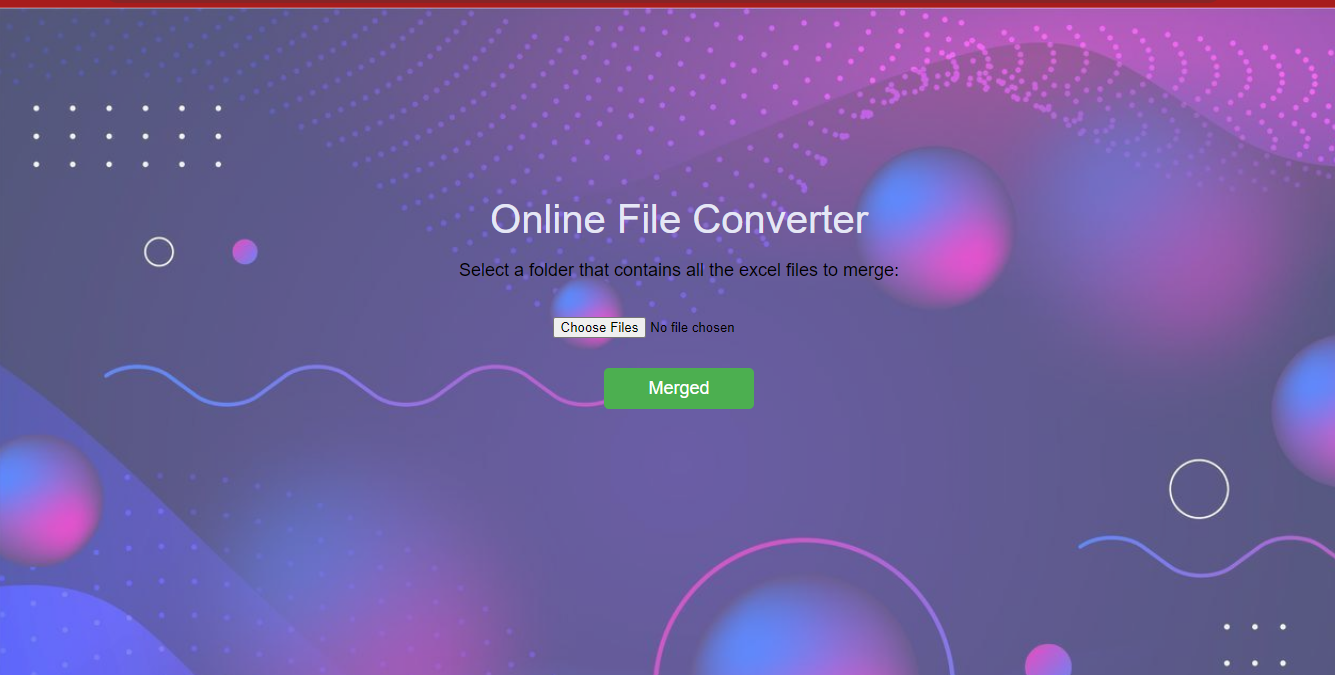 Online File Converter
Select a folder that contains all the excel files to merge:
Choose Files No file chosen
Merged